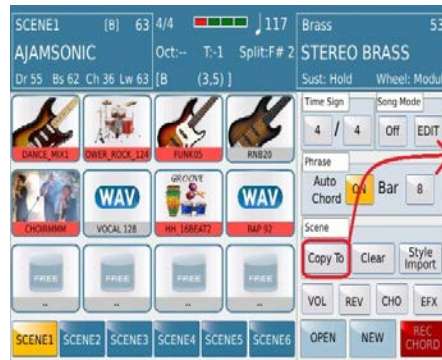 SCENE1 (B) 63 4/4 117 Brass 53
AJAMSONIC Oct:-- T:-1 Split:F# 2 STEREO BRASS
Dr 55 Bs 62 Ch 36 Lw 63 [B (3,5) ] Sust: Hold Wheel: Modul
Time Sign Song Mode
4 / 4 Off EDIT
DANCE_MIX1 OWER_ROCK_124 FUNK05 RNB20
Phrase
Auto Chord ON Bar 8
WAV GROOVE WAV
CHOIRMMM VOCAL 128 HH_16BEAT2 RAP 92
Scene
Copy To Clear Style Import
FREE FREE FREE FREE
-- -- -- --
VOL REV CHO EFX
SCENE1 SCENE2 SCENE3 SCENE4 SCENE5 SCENE6 OPEN NEW REC CHORD